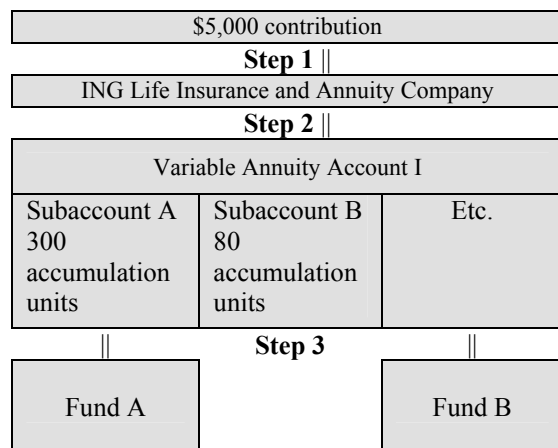 $5,000 contribution
Step 1 ||
ING Life Insurance and Annuity Company
Step 2 ||
Variable Annuity Account I
Subaccount A
300
accumulation
units
Subaccount B
80
accumulation
units
Etc.
|| Step 3 ||
Fund A
Fund B